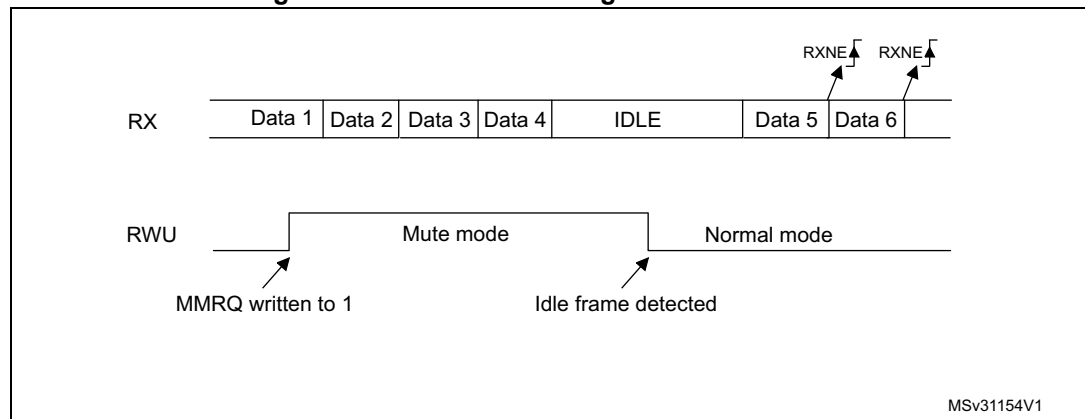 RXNE RXNE
RX Data 1 Data 2 Data 3 Data 4 IDLE Data 5 Data 6
RWU Mute mode Normal mode
MMRQ written to 1 Idle frame detected
MSv31154V1